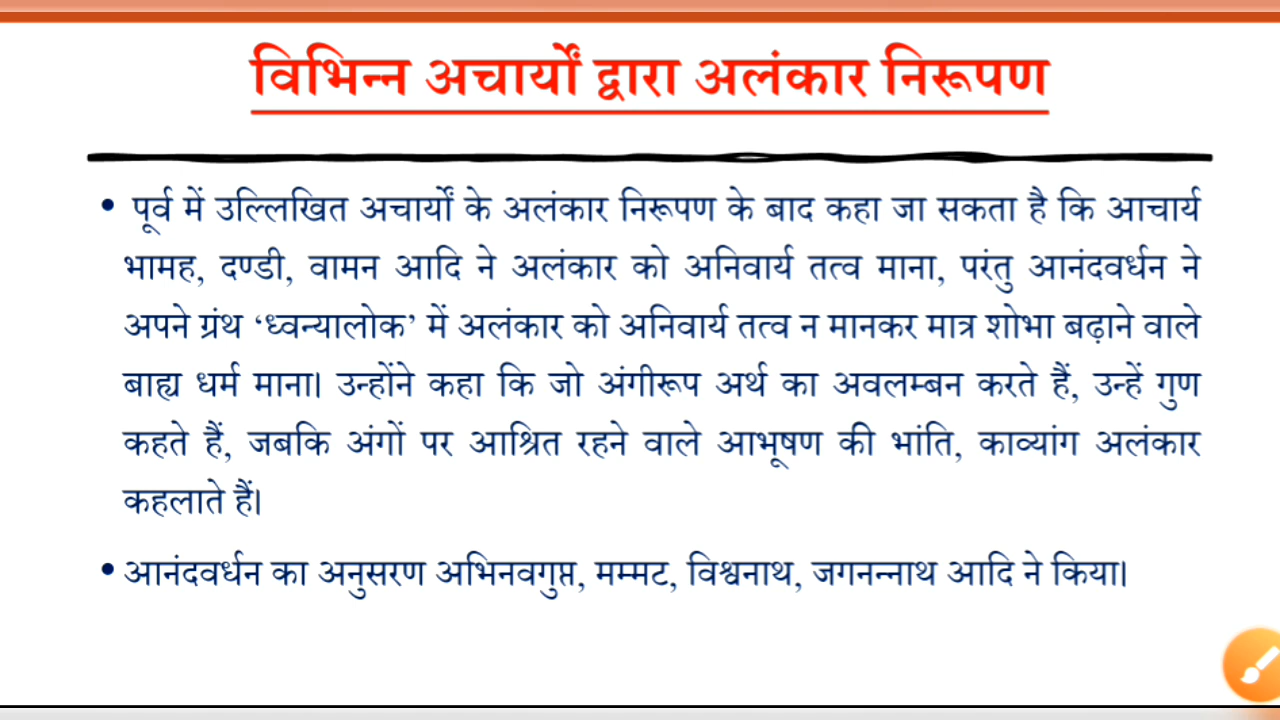 विभिन्न अचार्यों द्वारा अलंकार निरूपण
• पूर्व में उल्लिखित अचार्यों के अलंकार निरूपण के बाद कहा जा सकता है कि आचार्य
भामह, दण्डी, वामन आदि ने अलंकार को अनिवार्य तत्व माना, परंतु आनंदवर्धन ने
अपने ग्रंथ ‘ध्वन्यालोक’ में अलंकार को अनिवार्य तत्व न मानकर मात्र शोभा बढ़ाने वाले
बाह्य धर्म माना। उन्होंने कहा कि जो अंगीरूप अर्थ का अवलम्बन करते हैं, उन्हें गुण
कहते हैं, जबकि अंगों पर आश्रित रहने वाले आभूषण की भांति, काव्यांग अलंकार
कहलाते हैं।
• आनंदवर्धन का अनुसरण अभिनवगुप्त, मम्मट, विश्वनाथ, जगनन्नाथ आदि ने किया।